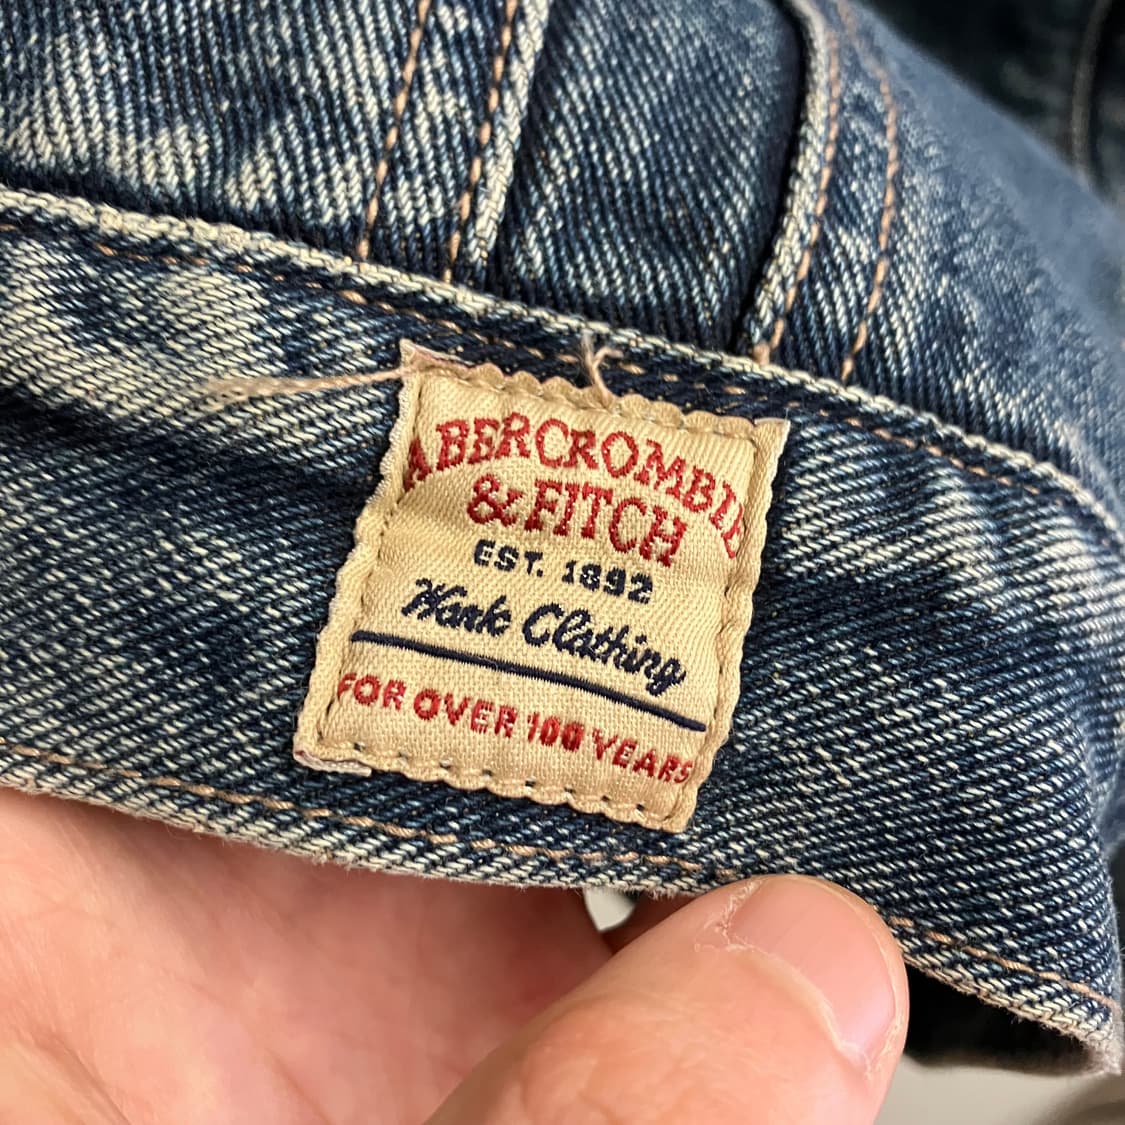 ABERCROMBIE
& FITCH
EST. 1892
Work Clothing
FOR OVER 100 YEARS